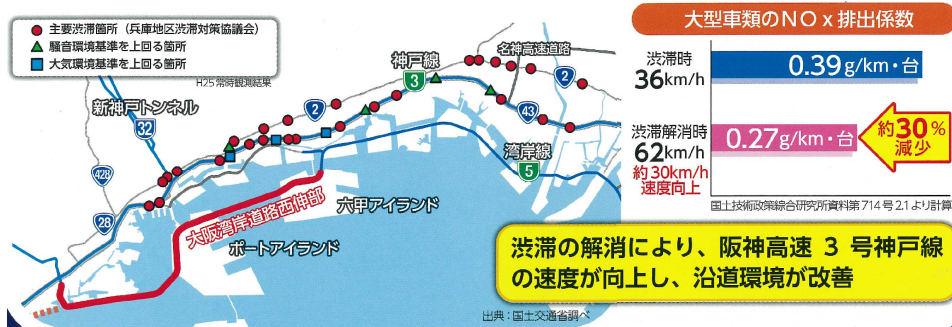 主要渋滞箇所（兵庫地区渋滞対策協議会）
騒音環境基準を上回る箇所
大気環境基準を上回る箇所
H25常時観測結果
新神戸トンネル
32
神戸線
3
名神高速道路
2
2
43
湾岸線
5
428
28
大阪湾岸道路西伸部
六甲アイランド
ポートアイランド
大型車類のNOx排出係数
渋滞時
36km/h
0.39g/km・台
渋滞解消時
62km/h
約30km/h
速度向上
0.27g/km・台
約30%
減少
国土技術政策総合研究所資料第714号2.1より計算
渋滞の解消により、阪神高速 3 号神戸線
の速度が向上し、沿道環境が改善
出典：国土交通省調べ